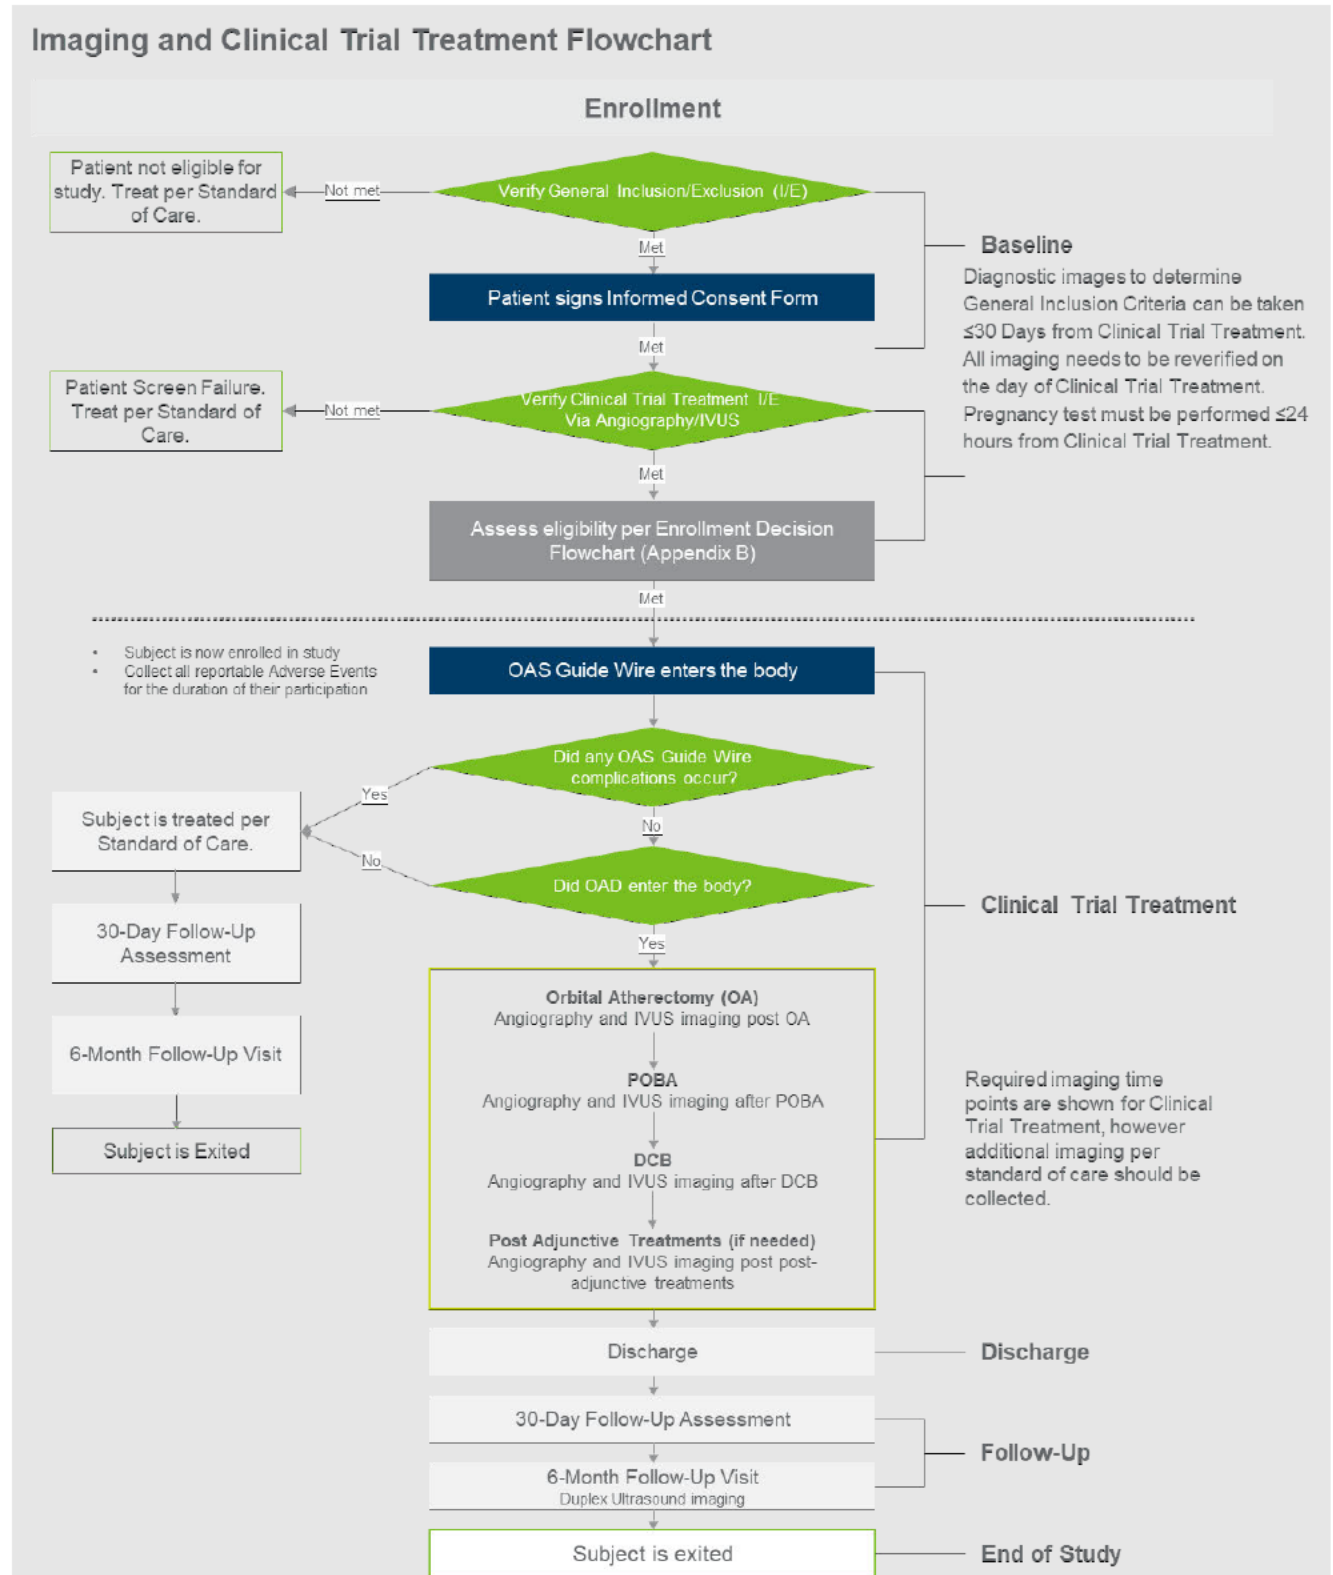 Imaging and Clinical Trial Treatment Flowchart
Enrollment
Patient not eligible for
study. Treat per Standard
of Care.
Not met
Verify General Inclusion/Exclusion (I/E)
Met
Patient signs Informed Consent Form
Met
Baseline
Diagnostic images to determine
General Inclusion Criteria can be taken
≤30 Days from Clinical Trial Treatment.
All imaging needs to be reverified on
the day of Clinical Trial Treatment.
Pregnancy test must be performed ≤24
hours from Clinical Trial Treatment.
Patient Screen Failure.
Treat per Standard of
Care.
Not met
Verify Clinical Trial Treatment I/E
Via Angiography/IVUS
Met
Assess eligibility per Enrollment Decision
Flowchart (Appendix B)
Met
• Subject is now enrolled in study
• Collect all reportable Adverse Events
for the duration of their participation
OAS Guide Wire enters the body
Did any OAS Guide Wire
complications occur?
Yes
No
Subject is treated per
Standard of Care.
No
Did OAD enter the body?
Yes
Clinical Trial Treatment
30-Day Follow-Up
Assessment
6-Month Follow-Up Visit
Subject is Exited
Orbital Atherectomy (OA)
Angiography and IVUS imaging post OA
POBA
Angiography and IVUS imaging after POBA
DCB
Angiography and IVUS imaging after DCB
Post Adjunctive Treatments (if needed)
Angiography and IVUS imaging post post-
adjunctive treatments
Required imaging time
points are shown for Clinical
Trial Treatment, however
additional imaging per
standard of care should be
collected.
Discharge
Discharge
30-Day Follow-Up Assessment
Follow-Up
6-Month Follow-Up Visit
Duplex Ultrasound imaging
Subject is exited
End of Study